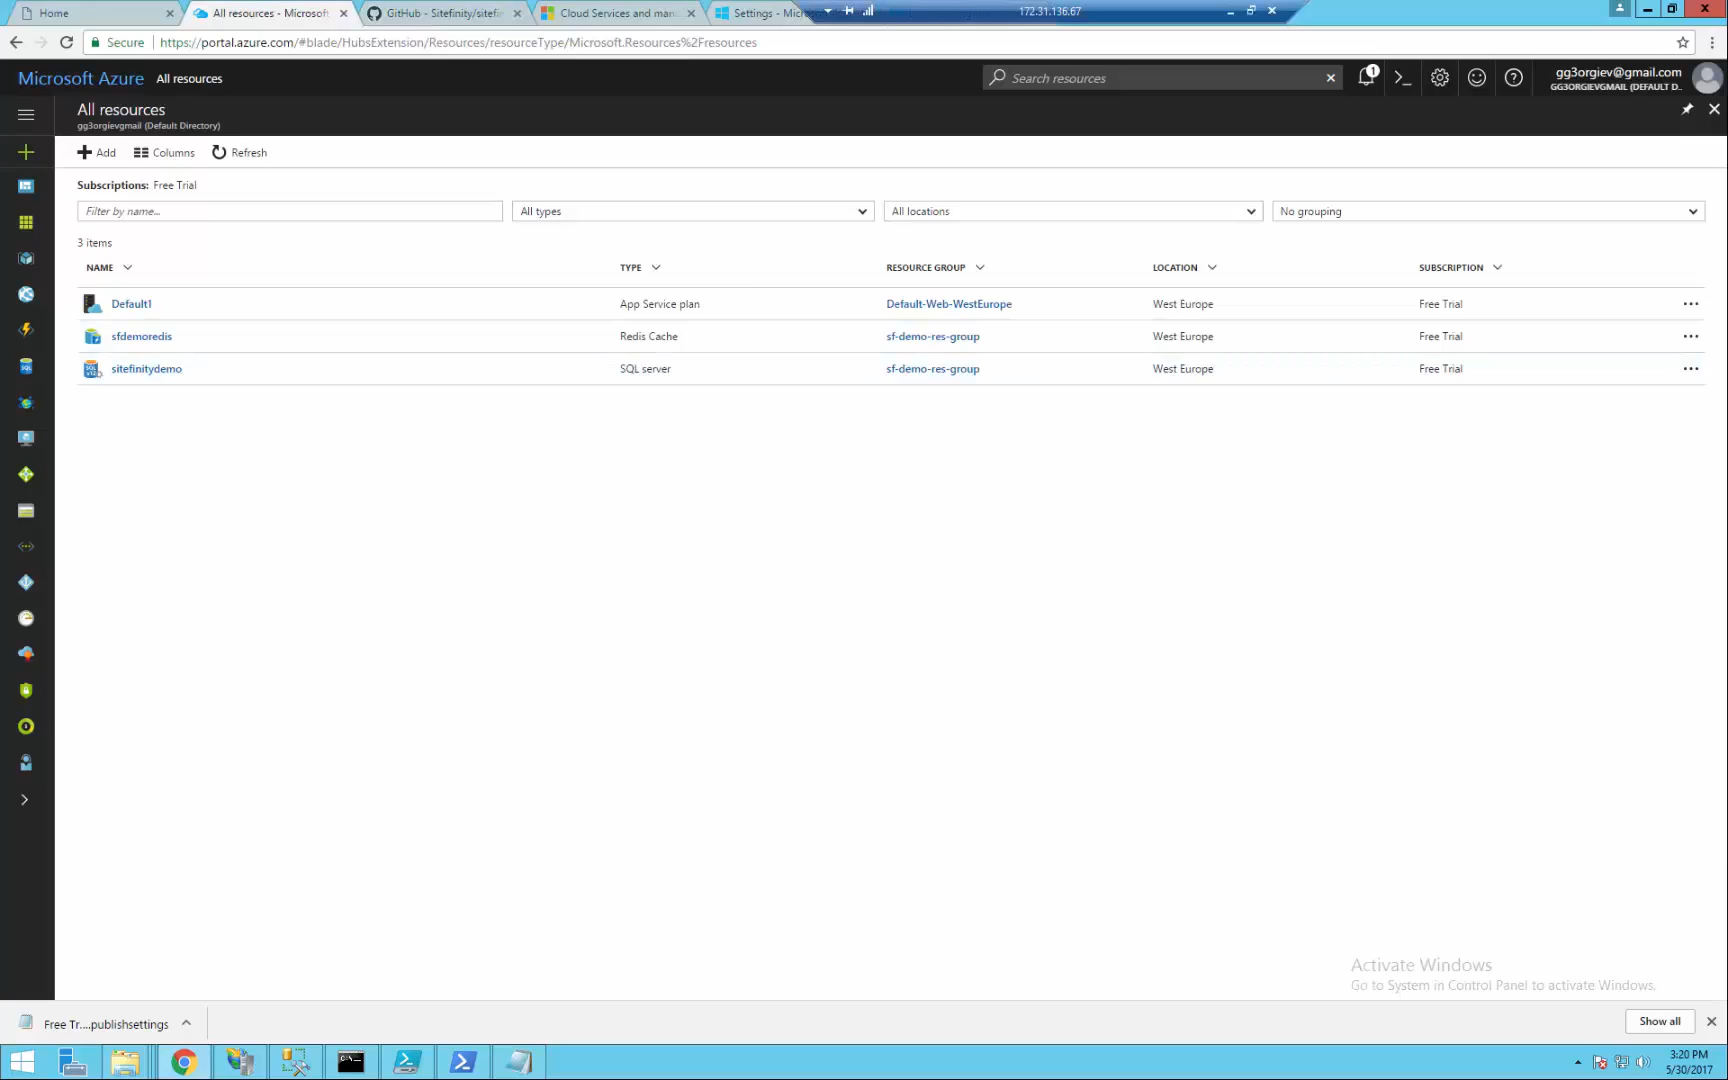 Home
All resources - Microsoft
GitHub - Sitefinity/sitefin
Cloud Services and man
Settings - Micr
172.31.136.67
Secure
https://portal.azure.com/#blade/HubsExtension/Resources/resourceType/Microsoft.Resources%2Fresources
Microsoft Azure All resources
Search resources
1
gg3orgiev@gmail.com
GG3ORGIEVGMAIL (DEFAULT D..
All resources
gg3orgievgmail (Default Directory)
Add Columns Refresh
Subscriptions: Free Trial
Filter by name... All types All locations No grouping
3 items
NAME TYPE RESOURCE GROUP LOCATION SUBSCRIPTION
Default1 App Service plan Default-Web-WestEurope West Europe Free Trial
sfdemoredis Redis Cache sf-demo-res-group West Europe Free Trial
sitefinitydemo SQL server sf-demo-res-group West Europe Free Trial
Activate Windows
Go to System in Control Panel to activate Windows.
Free Tr....publishsettings
Show all
3:20 PM
5/30/2017